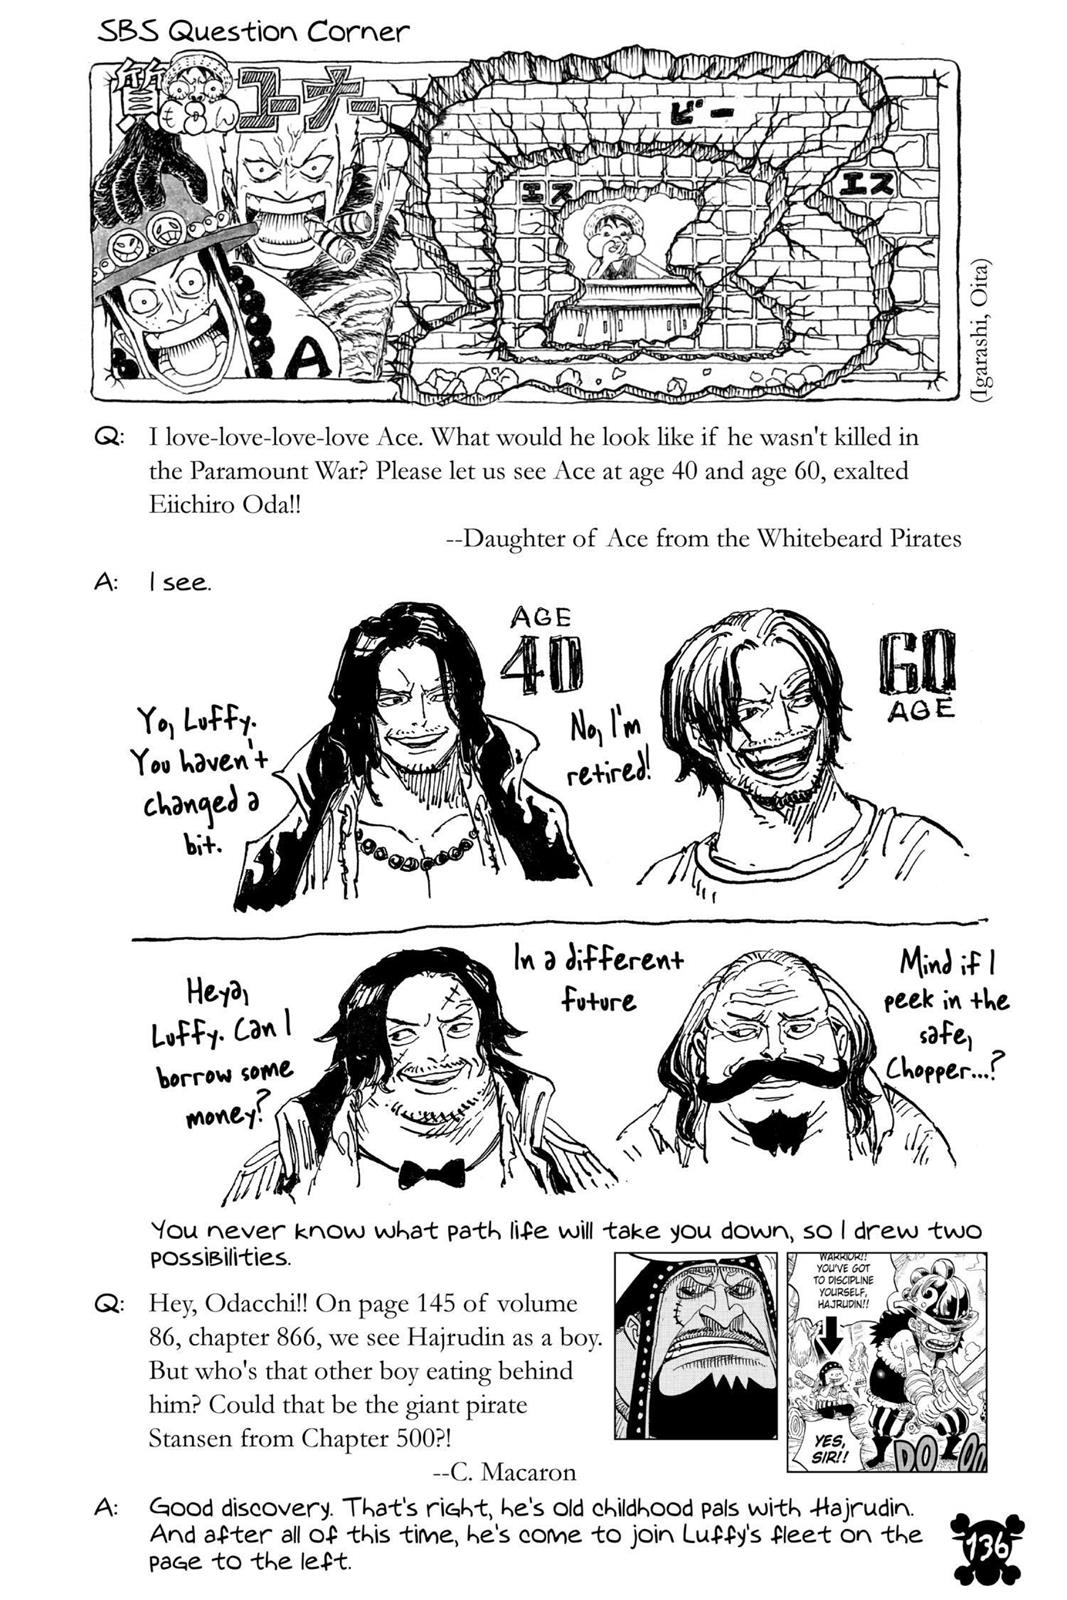 SBS Question Corner
質問コーナー
ビー
エス
エス
A
(Igarashi, Oita)
Q: I love-love-love-love Ace. What would he look like if he wasn't killed in
the Paramount War? Please let us see Ace at age 40 and age 60, exalted
Eiichiro Oda!!
--Daughter of Ace from the Whitebeard Pirates
A: I see.
AGE
40
Yo, Luffy.
You haven't
changed a
bit.
60
AGE
No, I'm
retired!
Heya,
Luffy. Can I
borrow some
money?
In a different
future
Mind if I
peek in the
safe,
Chopper...?
You never know what path life will take you down, so I drew two
possibilities.
Q: Hey, Odacchi!! On page 145 of volume
86, chapter 866, we see Hajrudin as a boy.
But who's that other boy eating behind
him? Could that be the giant pirate
Stansen from Chapter 500?!
--C. Macaron
WARRIOR!!
YOU'VE GOT
TO DISCIPLINE
YOURSELF,
HAJRUDIN!!
YES,
SIR!!
DO
A: Good discovery. That's right, he's old childhood pals with Hajrudin.
And after all of this time, he's come to join Luffy's fleet on the
page to the left.
136